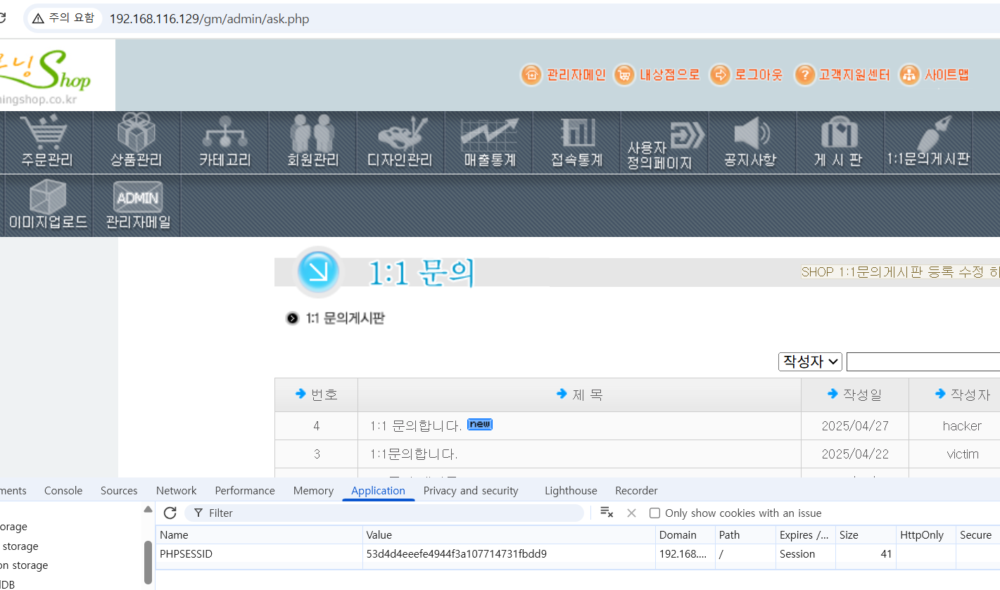 주의 요함 192.168.116.129/gm/admin/ask.php
닝Shop
ningshop.co.kr
관리자메인 내상점으로 로그아웃 고객지원센터 사이트맵
주문관리 상품관리 카테고리 회원관리 디자인관리 매출통계 접속통계 사용자 정의페이지 공지사항 게 시 판 1:1문의게시판
이미지업로드 ADMIN 관리자메일
1:1 문의
SHOP 1:1문의게시판 등록 수정
1:1 문의게시판
작성자
번호 제 목 작성일 작성자
4 1:1 문의합니다. new 2025/04/27 hacker
3 1:1문의합니다. 2025/04/22 victim
ments Console Sources Network Performance Memory Application Privacy and security Lighthouse Recorder
Filter Only show cookies with an issue
orage
storage
on storage
dDB
Name Value Domain Path Expires /... Size HttpOnly Secure
PHPSESSID 53d4d4eeefe4944f3a107714731fbdd9 192.168.... / Session 41